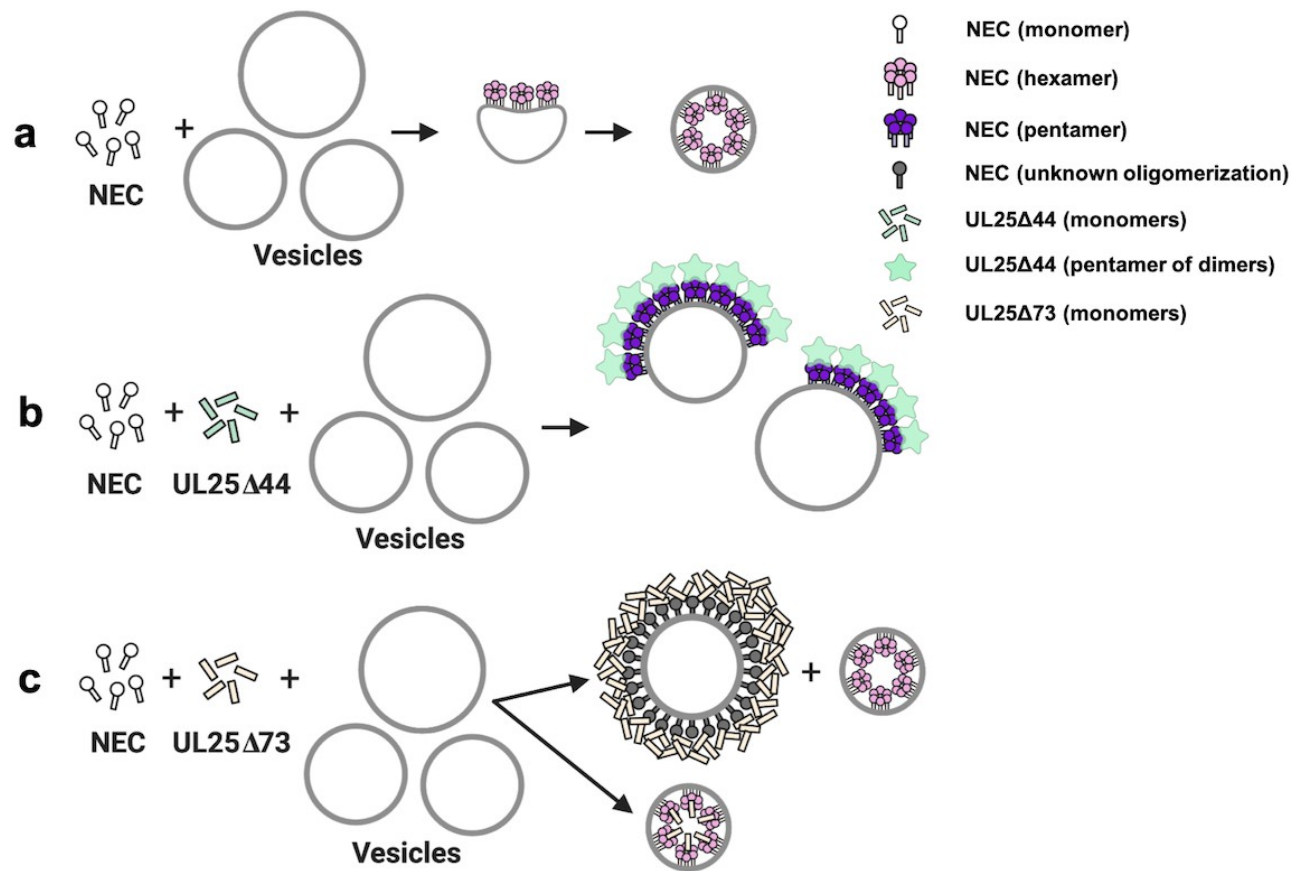 a
NEC
+
Vesicles
NEC (monomer)
NEC (hexamer)
NEC (pentamer)
NEC (unknown oligomerization)
UL25Δ44 (monomers)
UL25Δ44 (pentamer of dimers)
UL25Δ73 (monomers)
b
NEC
+
UL25Δ44
+
Vesicles
c
NEC
+
UL25Δ73
+
Vesicles
+